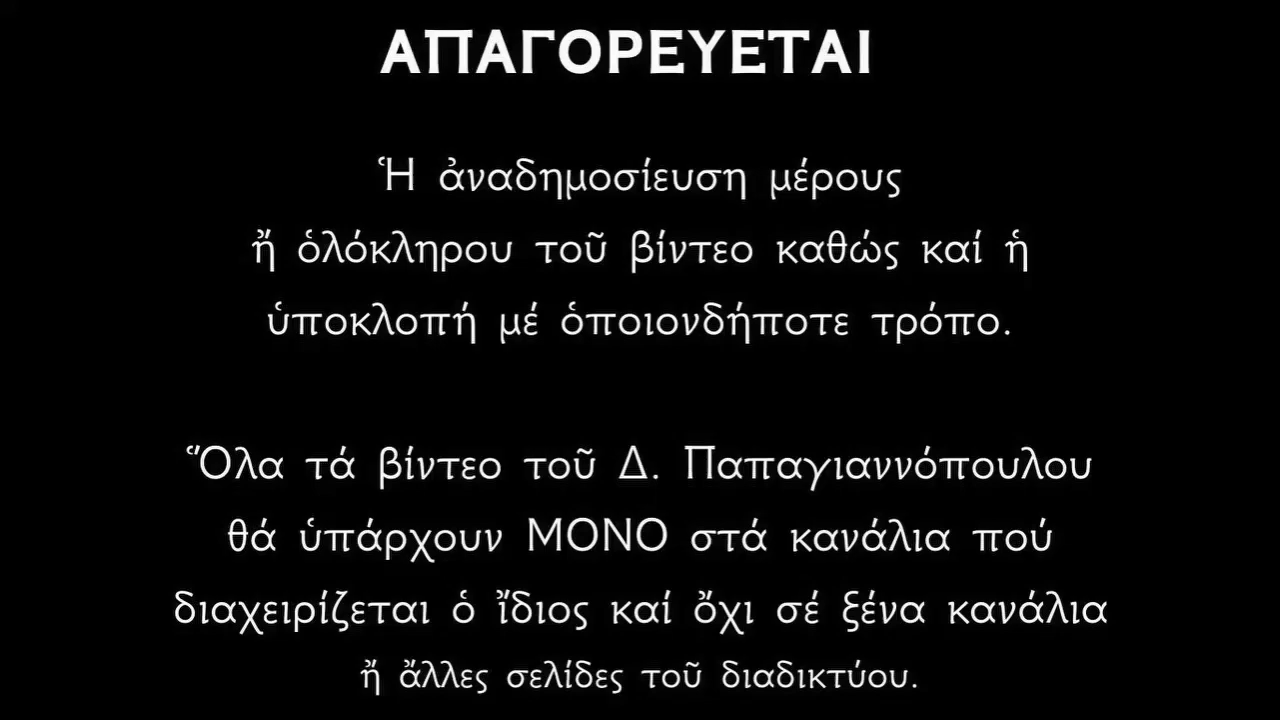 ΑΠΑΓΟΡΕΥΕΤΑΙ
Ἡ ἀναδημοσίευση μέρους
ἤ ὁλόκληρου τοῦ βίντεο καθώς καί ἡ
ὑποκλοπή μέ ὁποιονδήποτε τρόπο.
Ὅλα τά βίντεο τοῦ Δ. Παπαγιαννόπουλου
θά ὑπάρχουν ΜΟΝΟ στά κανάλια πού
διαχειρίζεται ὁ ἴδιος καί ὄχι σέ ξένα κανάλια
ἤ ἄλλες σελίδες τοῦ διαδικτύου.